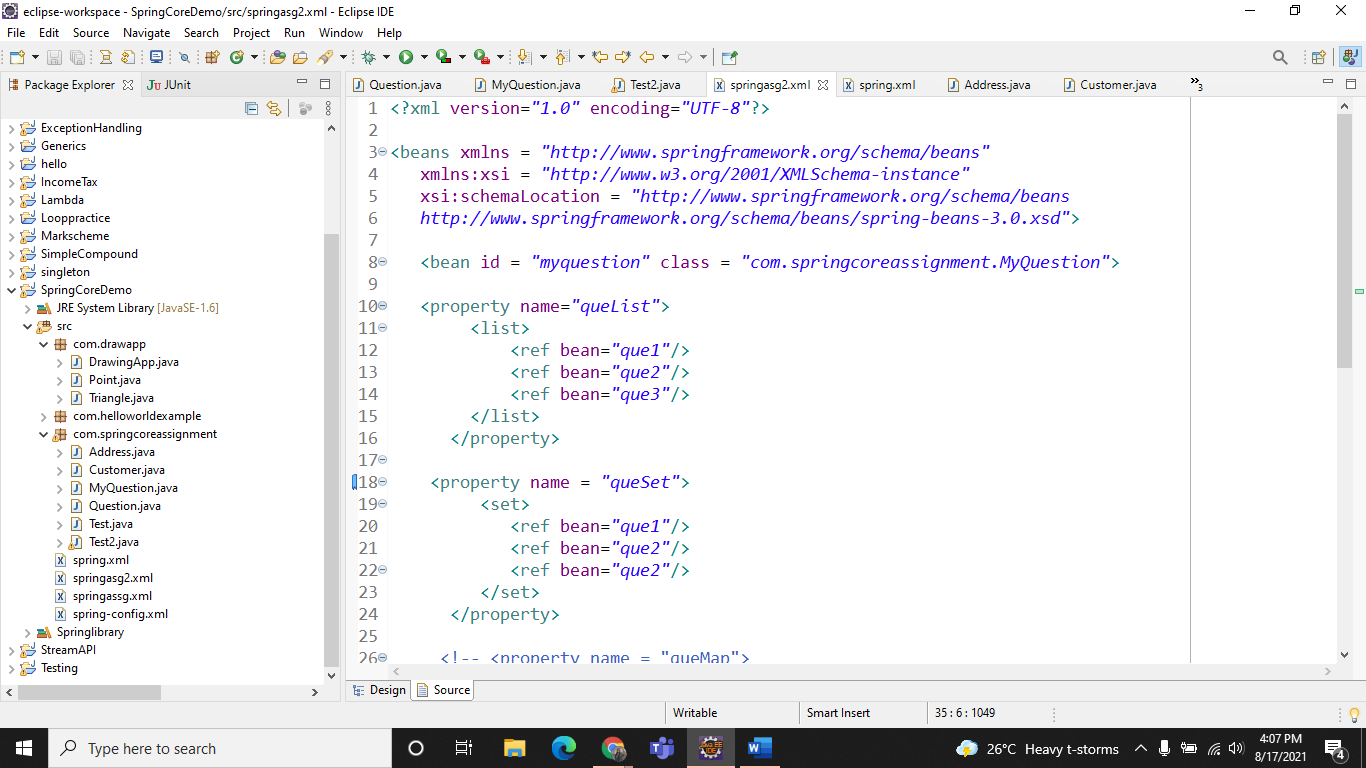 eclipse-workspace - SpringCoreDemo/src/springasg2.xml - Eclipse IDE
File Edit Source Navigate Search Project Run Window Help
Package Explorer JUnit
Question.java MyQuestion.java Test2.java springasg2.xml spring.xml Address.java Customer.java »3
ExceptionHandling
Generics
hello
IncomeTax
Lambda
Looppractice
Markscheme
SimpleCompound
singleton
SpringCoreDemo
JRE System Library [JavaSE-1.6]
src
com.drawapp
DrawingApp.java
Point.java
Triangle.java
com.helloworldexample
com.springcoreassignment
Address.java
Customer.java
MyQuestion.java
Question.java
Test.java
Test2.java
spring.xml
springasg2.xml
springassg.xml
spring-config.xml
Springlibrary
StreamAPI
Testing
1 <?xml version="1.0" encoding="UTF-8"?>
2
3 <beans xmlns = "http://www.springframework.org/schema/beans"
4 xmlns:xsi = "http://www.w3.org/2001/XMLSchema-instance"
5 xsi:schemaLocation = "http://www.springframework.org/schema/beans
6 http://www.springframework.org/schema/beans/spring-beans-3.0.xsd">
7
8 <bean id = "myquestion" class = "com.springcoreassignment.MyQuestion">
9
10 <property name="queList">
11 <list>
12 <ref bean="que1"/>
13 <ref bean="que2"/>
14 <ref bean="que3"/>
15 </list>
16 </property>
17
18 <property name = "queSet">
19 <set>
20 <ref bean="que1"/>
21 <ref bean="que2"/>
22 <ref bean="que2"/>
23 </set>
24 </property>
25
26 <!-- <property name = "queMap">
Design Source
Writable Smart Insert 35 : 6 : 1049
Type here to search
26°C Heavy t-storms
4:07 PM
8/17/2021
4